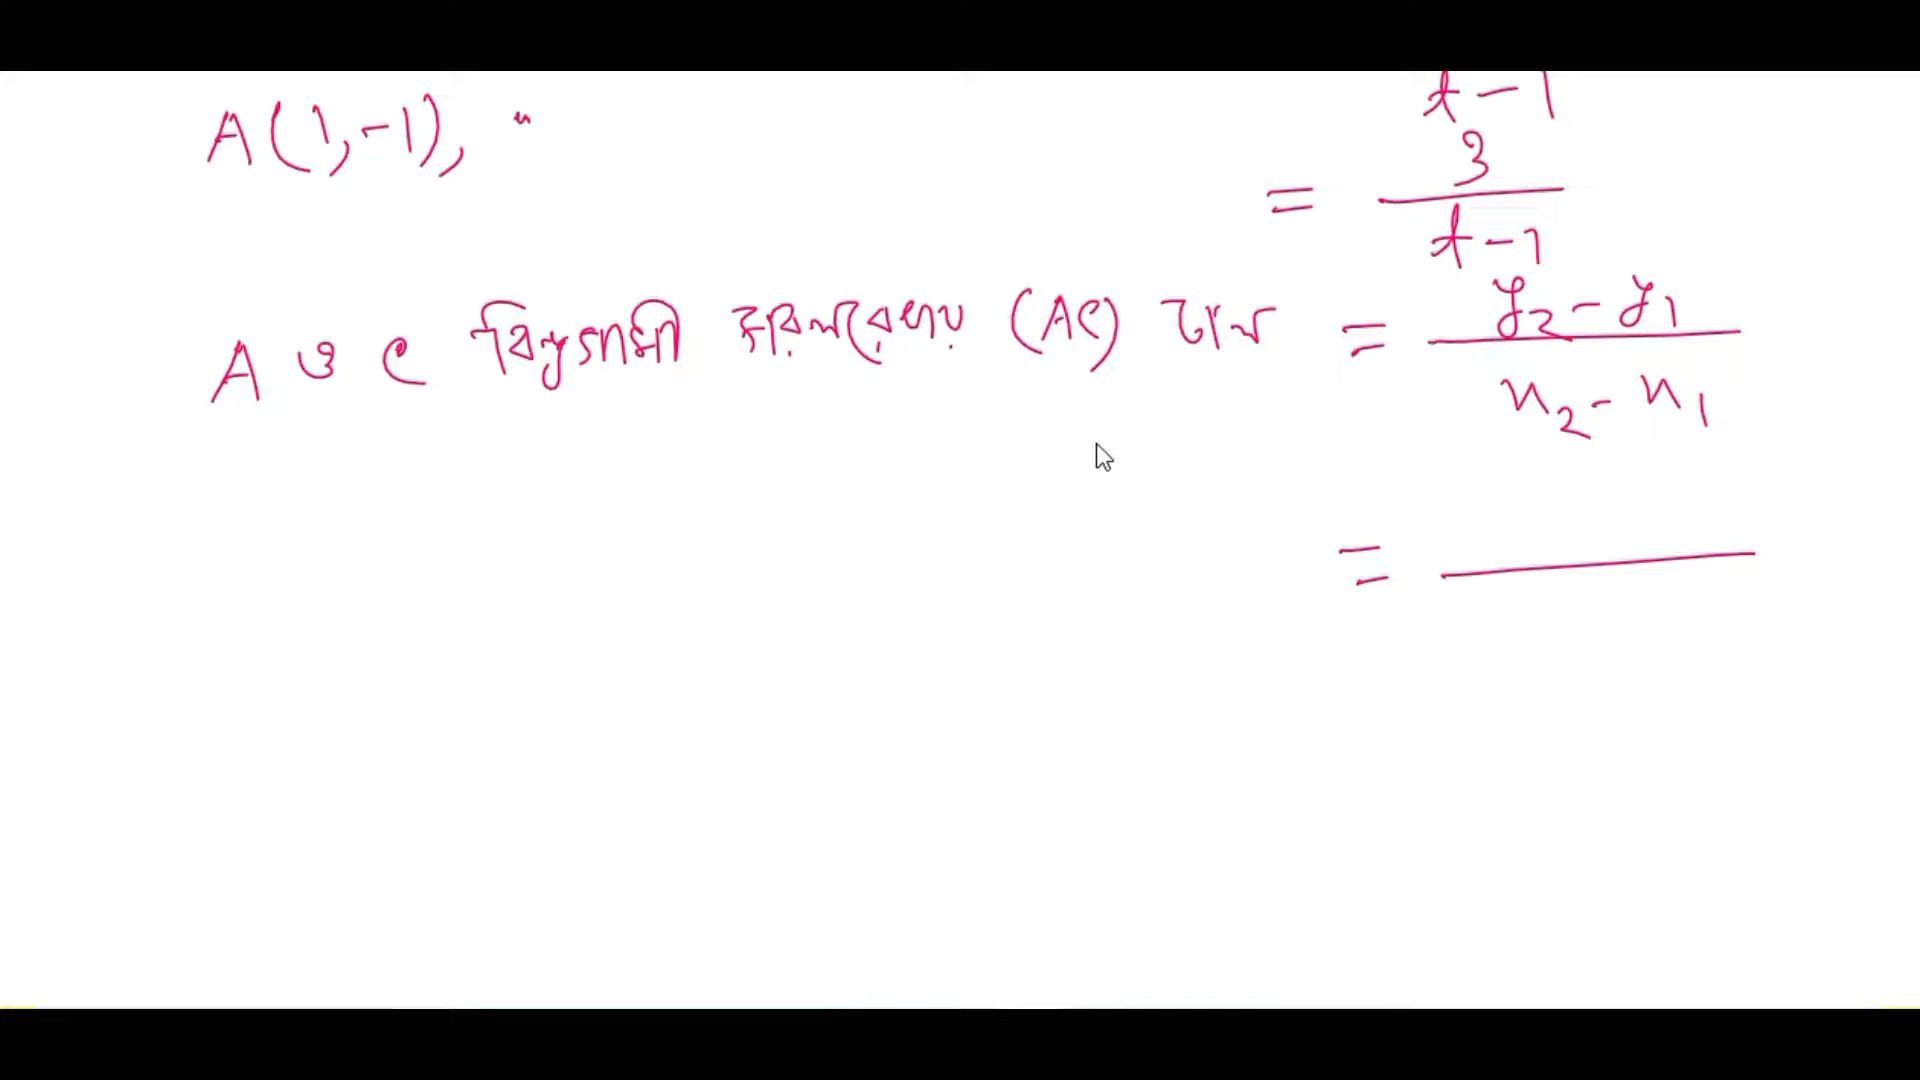 t - 1
A(1, -1), "
= 3 / t - 1
A ও C বিন্দুগামী সরলরেখার (AC) ঢাল = y₂ - y₁ / x₂ - x₁
=